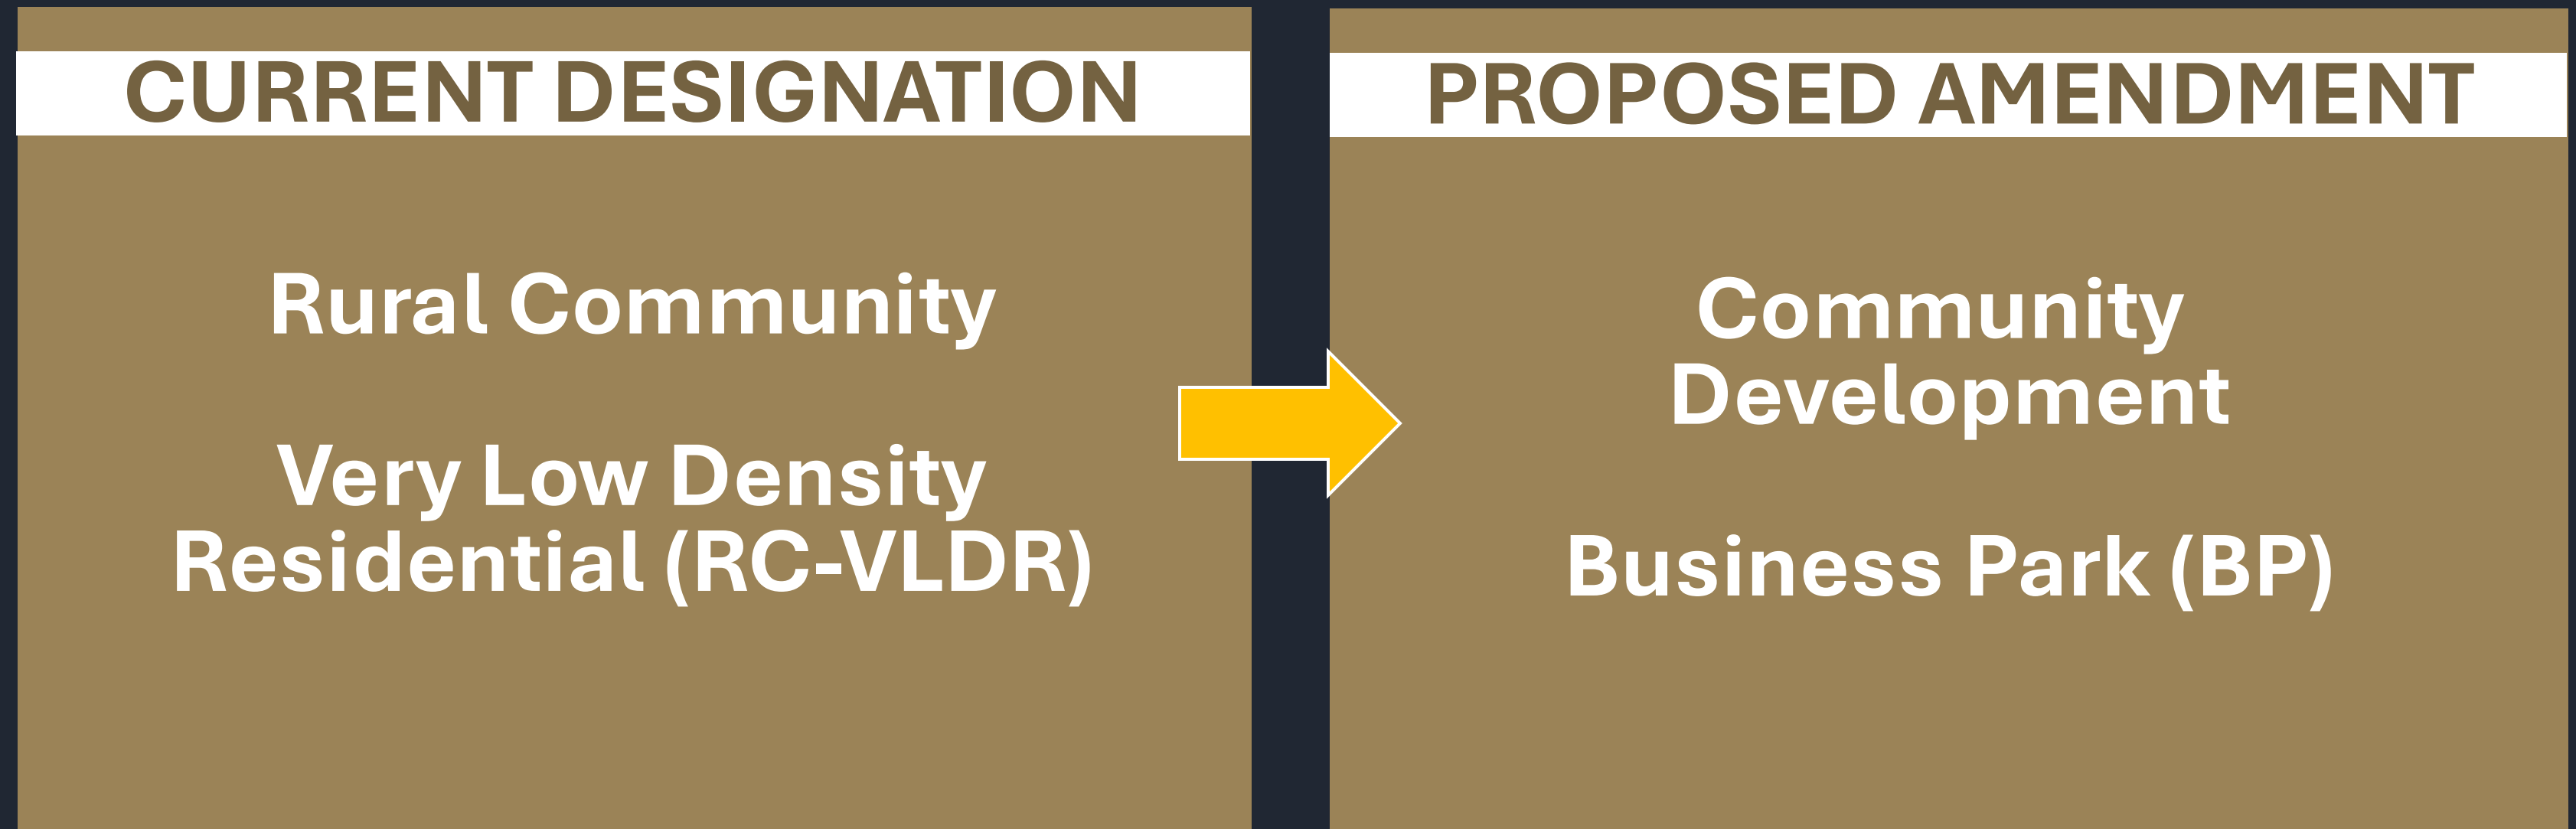 CURRENT DESIGNATION
Rural Community
Very Low Density
Residential (RC-VLDR)
PROPOSED AMENDMENT
Community
Development
Business Park (BP)